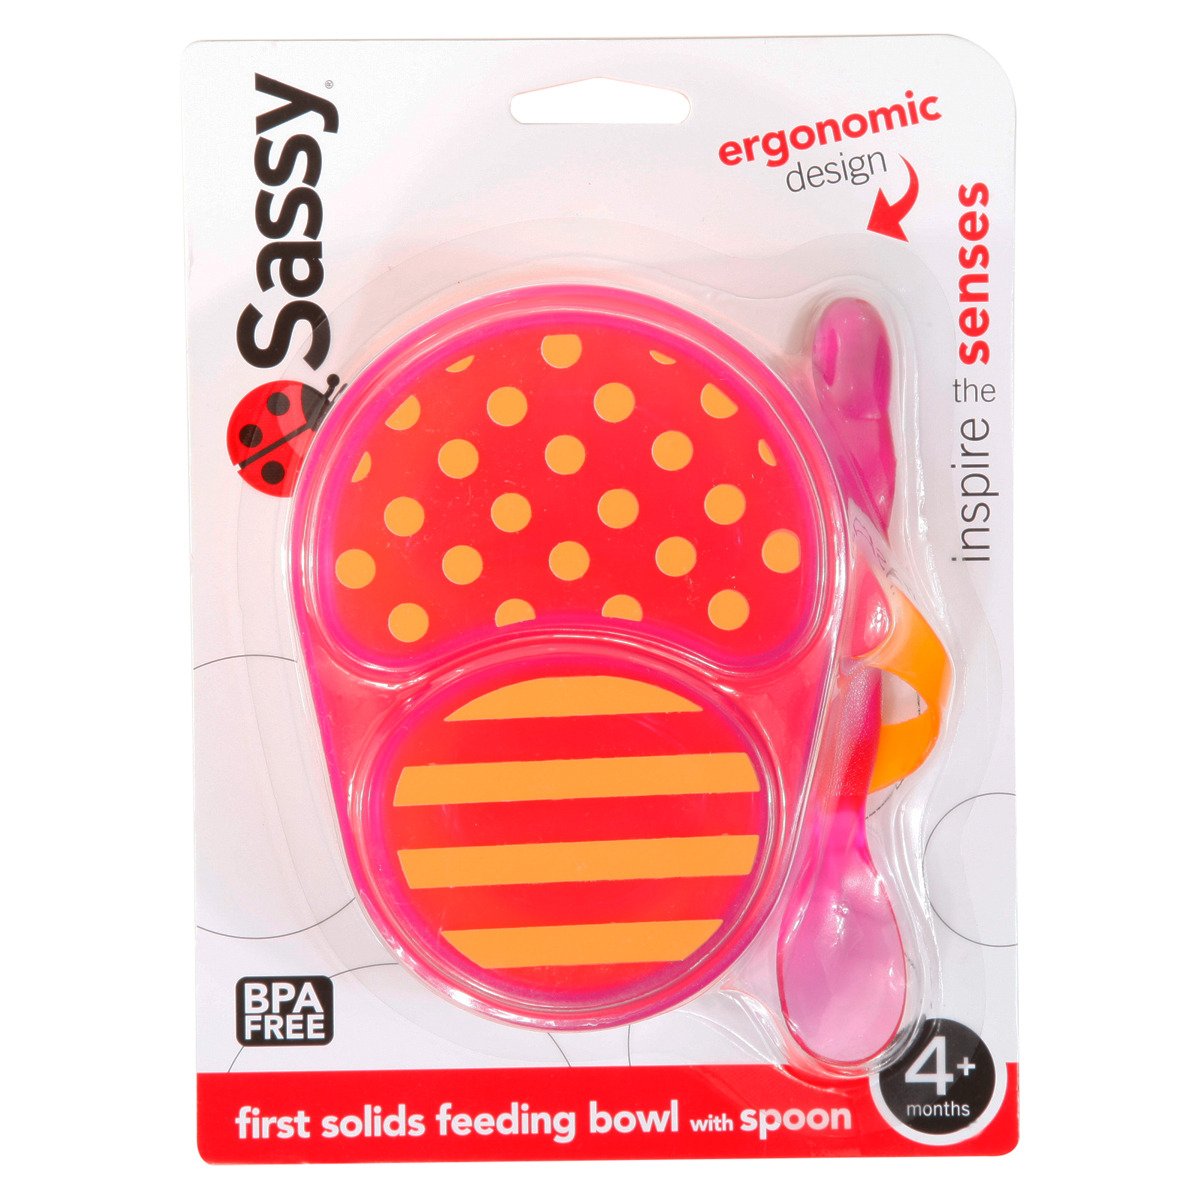 Sassy®
ergonomic
design
inspire the senses
BPA
FREE
4+
months
first solids feeding bowl with spoon